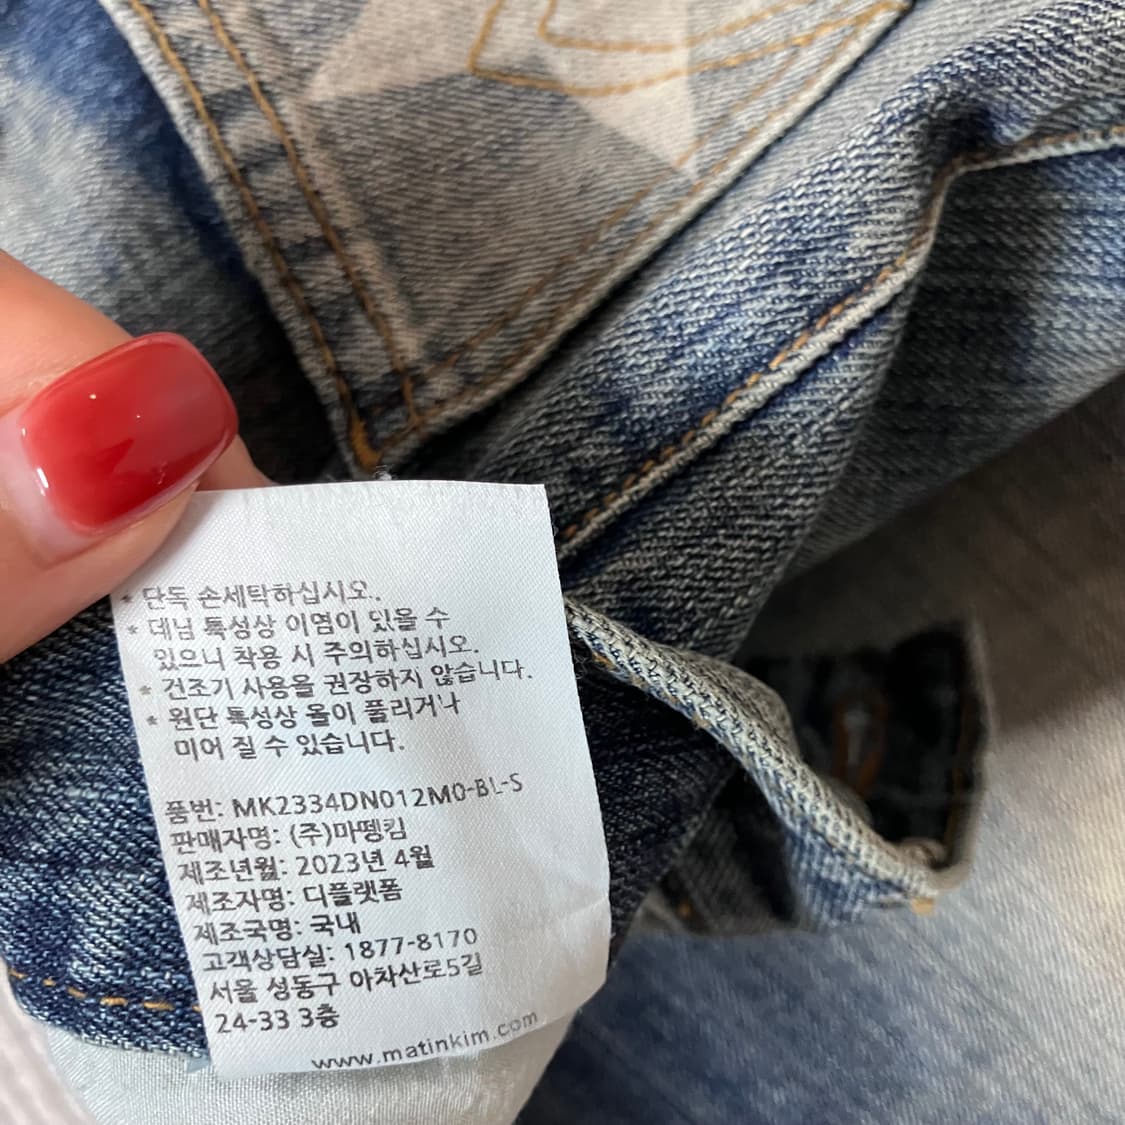 * 단독 손세탁하십시오.
* 데님 특성상 이염이 있을 수
있으니 착용 시 주의하십시오.
* 건조기 사용을 권장하지 않습니다.
* 원단 특성상 올이 풀리거나
미어 질 수 있습니다.
품번: MK2334DN012M0-BL-S
판매자명: (주)마뗑킴
제조년월: 2023년 4월
제조자명: 디플랫폼
제조국명: 국내
고객상담실: 1877-8170
서울 성동구 아차산로5길
24-33 3층
www.matinkim.com